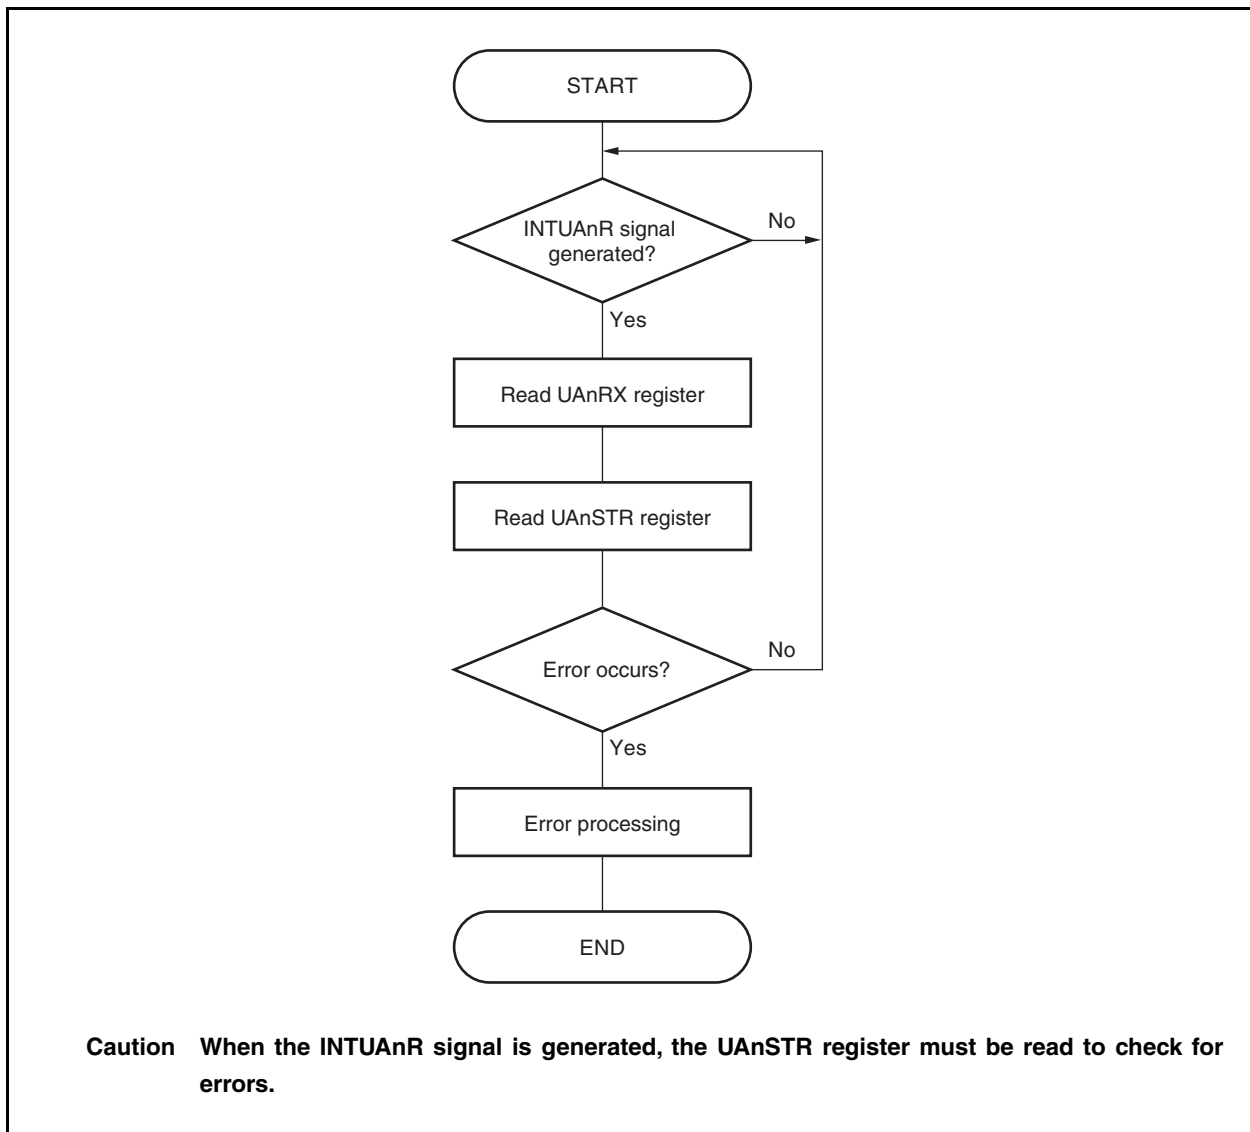 START
INTUAnR signal
generated?
No
Yes
Read UAnRX register
Read UAnSTR register
Error occurs?
No
Yes
Error processing
END
Caution When the INTUAnR signal is generated, the UAnSTR register must be read to check for
errors.